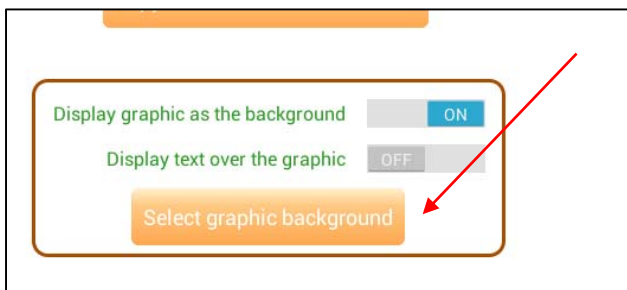 Display graphic as the background ON
Display text over the graphic OFF
Select graphic background